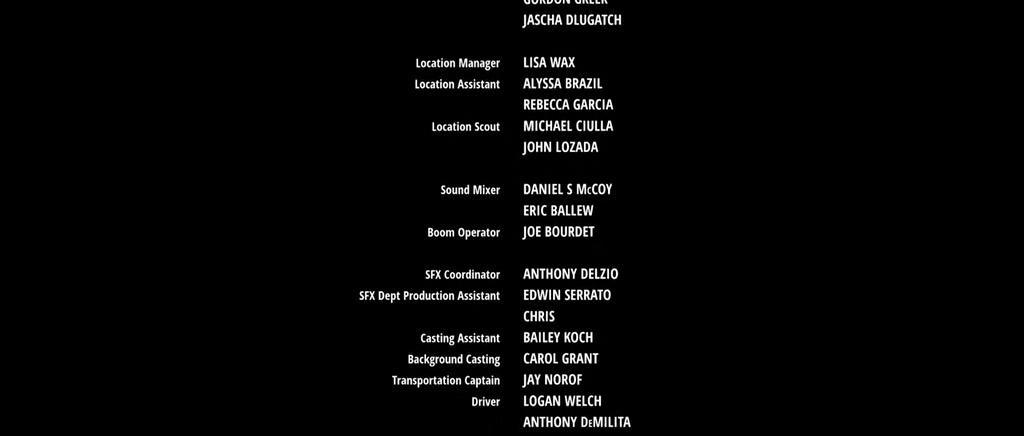 GORDON GREER
JASCHA DLUGATCH
Location Manager LISA WAX
Location Assistant ALYSSA BRAZIL
REBECCA GARCIA
Location Scout MICHAEL CIULLA
JOHN LOZADA
Sound Mixer DANIEL S McCOY
ERIC BALLEW
Boom Operator JOE BOURDET
SFX Coordinator ANTHONY DELZIO
SFX Dept Production Assistant EDWIN SERRATO
CHRIS
Casting Assistant BAILEY KOCH
Background Casting CAROL GRANT
Transportation Captain JAY NOROF
Driver LOGAN WELCH
ANTHONY DeMILITA